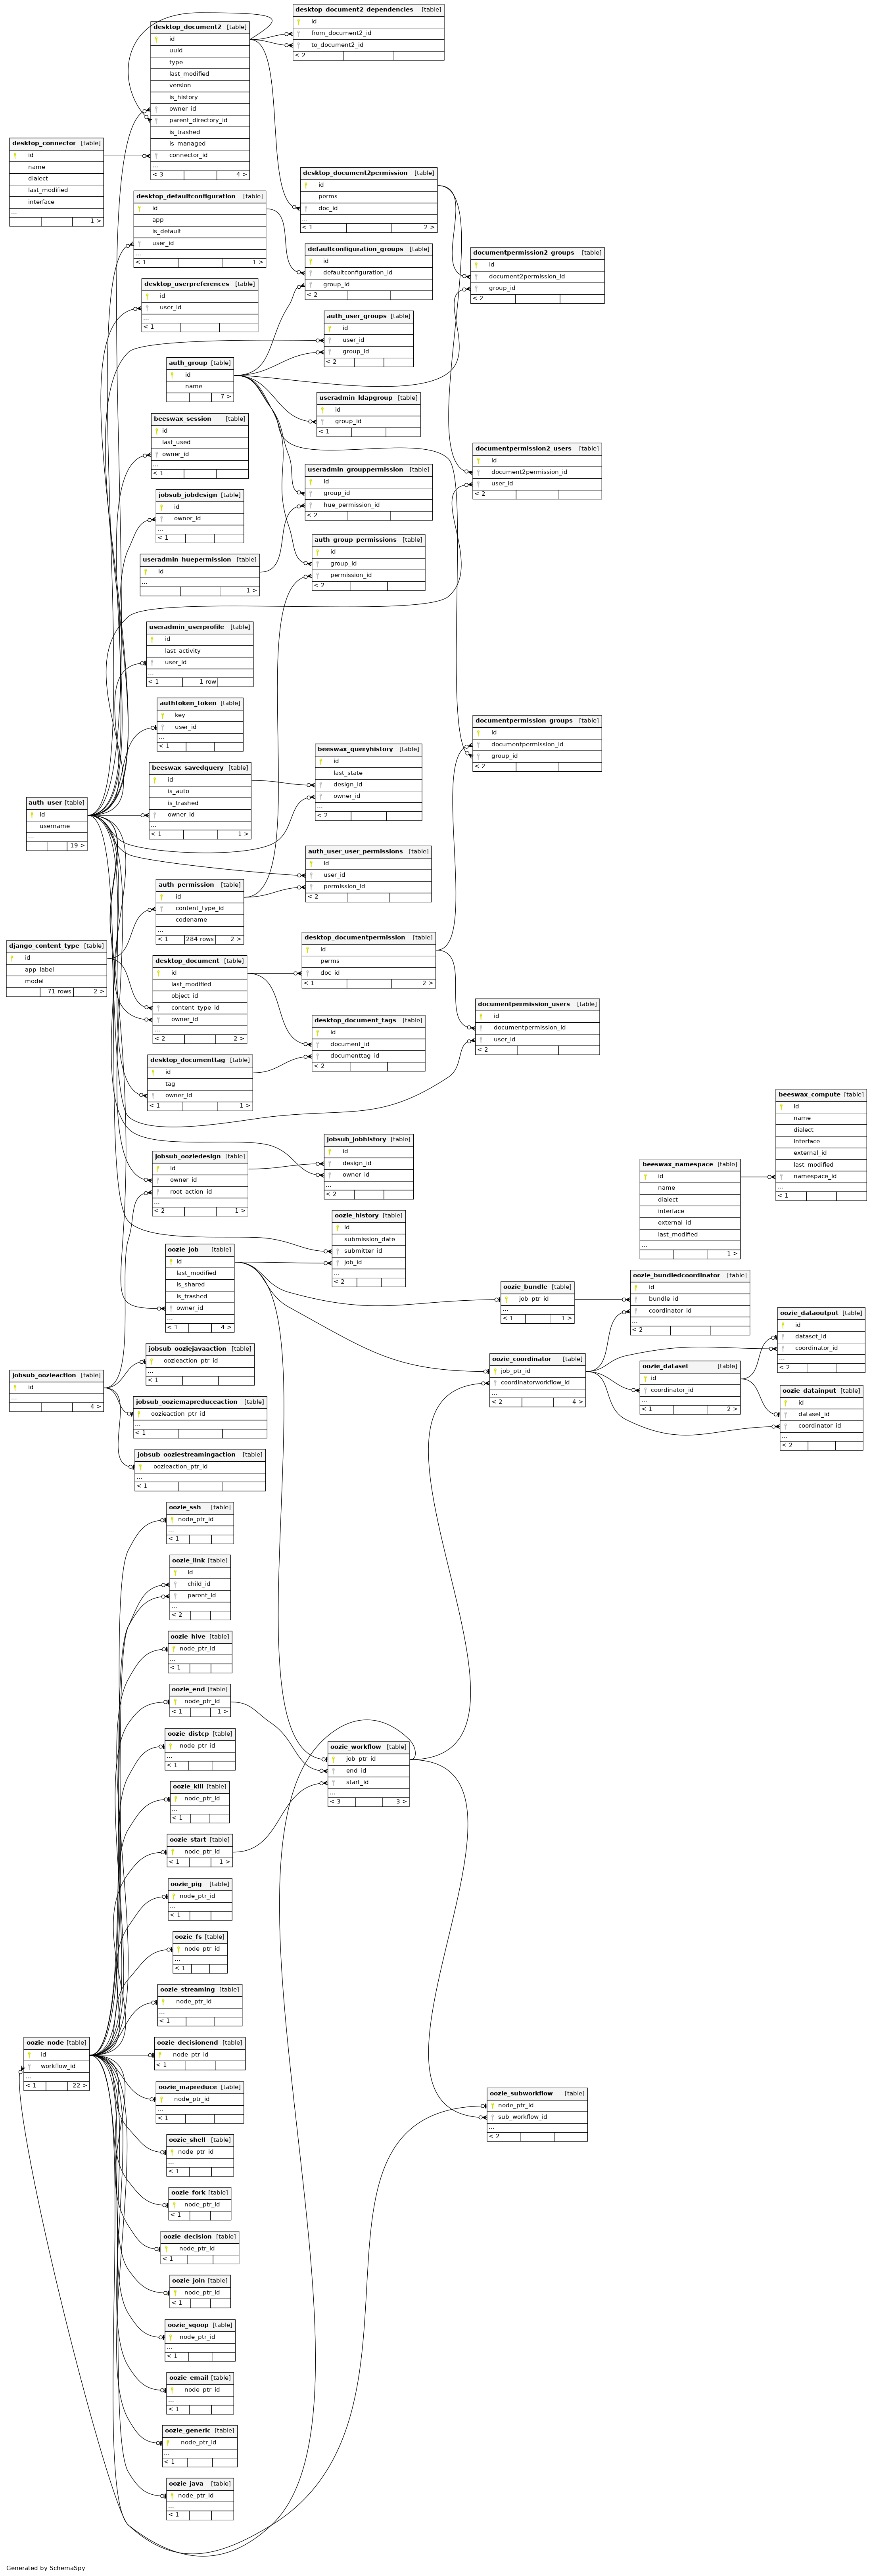 desktop_document2 [table]
id
uuid
type
last_modified
version
is_history
owner_id
parent_directory_id
is_trashed
is_managed
connector_id
...
< 3 4 >
desktop_document2_dependencies [table]
id
from_document2_id
to_document2_id
< 2
desktop_connector [table]
id
name
dialect
last_modified
interface
...
1 >
desktop_document2permission [table]
id
perms
doc_id
...
< 1 2 >
desktop_defaultconfiguration [table]
id
app
is_default
user_id
...
< 1 1 >
defaultconfiguration_groups [table]
id
defaultconfiguration_id
group_id
< 2
documentpermission2_groups [table]
id
document2permission_id
group_id
< 2
desktop_userpreferences [table]
id
user_id
...
< 1
auth_user_groups [table]
id
user_id
group_id
< 2
auth_group [table]
id
name
7 >
useradmin_ldapgroup [table]
id
group_id
< 1
beeswax_session [table]
id
last_used
owner_id
...
< 1
documentpermission2_users [table]
id
document2permission_id
user_id
< 2
useradmin_grouppermission [table]
id
group_id
hue_permission_id
< 2
jobsub_jobdesign [table]
id
owner_id
...
< 1
auth_group_permissions [table]
id
group_id
permission_id
< 2
useradmin_huepermission [table]
id
...
1 >
useradmin_userprofile [table]
id
last_activity
user_id
...
< 1 1 row
authtoken_token [table]
key
user_id
...
< 1
documentpermission_groups [table]
id
documentpermission_id
group_id
< 2
beeswax_queryhistory [table]
id
last_state
design_id
owner_id
...
< 2
beeswax_savedquery [table]
id
is_auto
is_trashed
owner_id
...
< 1 1 >
auth_user [table]
id
username
...
19 >
auth_user_user_permissions [table]
id
user_id
permission_id
< 2
auth_permission [table]
id
content_type_id
codename
...
< 1 284 rows 2 >
django_content_type [table]
id
app_label
model
71 rows 2 >
desktop_documentpermission [table]
id
perms
doc_id
< 1 2 >
desktop_document [table]
id
last_modified
object_id
content_type_id
owner_id
...
< 2 2 >
documentpermission_users [table]
id
documentpermission_id
user_id
< 2
desktop_document_tags [table]
id
document_id
documenttag_id
< 2
desktop_documenttag [table]
id
tag
owner_id
< 1 1 >
beeswax_compute [table]
id
name
dialect
interface
external_id
last_modified
namespace_id
...
< 1
jobsub_jobhistory [table]
id
design_id
owner_id
...
< 2
jobsub_ooziedesign [table]
id
owner_id
root_action_id
...
< 2 1 >
beeswax_namespace [table]
id
name
dialect
interface
external_id
last_modified
...
1 >
oozie_history [table]
id
submission_date
submitter_id
job_id
...
< 2
oozie_job [table]
id
last_modified
is_shared
is_trashed
owner_id
...
< 1 4 >
oozie_bundle [table]
job_ptr_id
...
< 1 1 >
oozie_bundledcoordinator [table]
id
bundle_id
coordinator_id
...
< 2
oozie_dataoutput [table]
id
dataset_id
coordinator_id
...
< 2
jobsub_ooziejavaaction [table]
oozieaction_ptr_id
...
< 1
oozie_coordinator [table]
job_ptr_id
coordinatorworkflow_id
...
< 2 4 >
oozie_dataset [table]
id
coordinator_id
...
< 1 2 >
oozie_datainput [table]
id
dataset_id
coordinator_id
...
< 2
jobsub_oozieaction [table]
id
...
4 >
jobsub_ooziemapreduceaction [table]
oozieaction_ptr_id
...
< 1
jobsub_ooziestreamingaction [table]
oozieaction_ptr_id
...
< 1
oozie_ssh [table]
node_ptr_id
...
< 1
oozie_link [table]
id
child_id
parent_id
...
< 2
oozie_hive [table]
node_ptr_id
...
< 1
oozie_end [table]
node_ptr_id
< 1 1 >
oozie_distcp [table]
node_ptr_id
...
< 1
oozie_workflow [table]
job_ptr_id
end_id
start_id
...
< 3 3 >
oozie_kill [table]
node_ptr_id
...
< 1
oozie_start [table]
node_ptr_id
< 1 1 >
oozie_pig [table]
node_ptr_id
...
< 1
oozie_fs [table]
node_ptr_id
...
< 1
oozie_streaming [table]
node_ptr_id
...
< 1
oozie_node [table]
id
workflow_id
...
< 1 22 >
oozie_decisionend [table]
node_ptr_id
< 1
oozie_mapreduce [table]
node_ptr_id
...
< 1
oozie_subworkflow [table]
node_ptr_id
sub_workflow_id
...
< 2
oozie_shell [table]
node_ptr_id
...
< 1
oozie_fork [table]
node_ptr_id
< 1
oozie_decision [table]
node_ptr_id
< 1
oozie_join [table]
node_ptr_id
< 1
oozie_sqoop [table]
node_ptr_id
...
< 1
oozie_email [table]
node_ptr_id
...
< 1
oozie_generic [table]
node_ptr_id
...
< 1
oozie_java [table]
node_ptr_id
...
< 1
Generated by SchemaSpy